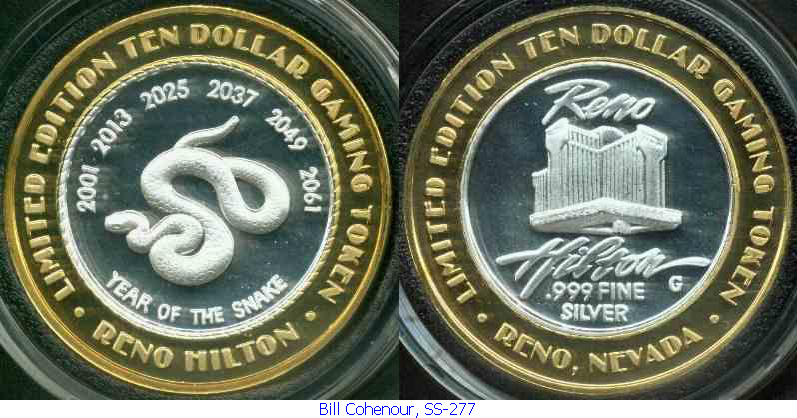 • LIMITED EDITION TEN DOLLAR GAMING TOKEN •
2001 2013 2025 2037 2049 2061
YEAR OF THE SNAKE
RENO HILTON
• LIMITED EDITION TEN DOLLAR GAMING TOKEN •
Reno
Hilton
.999 FINE G
SILVER
RENO, NEVADA
Bill Cohenour, SS-277